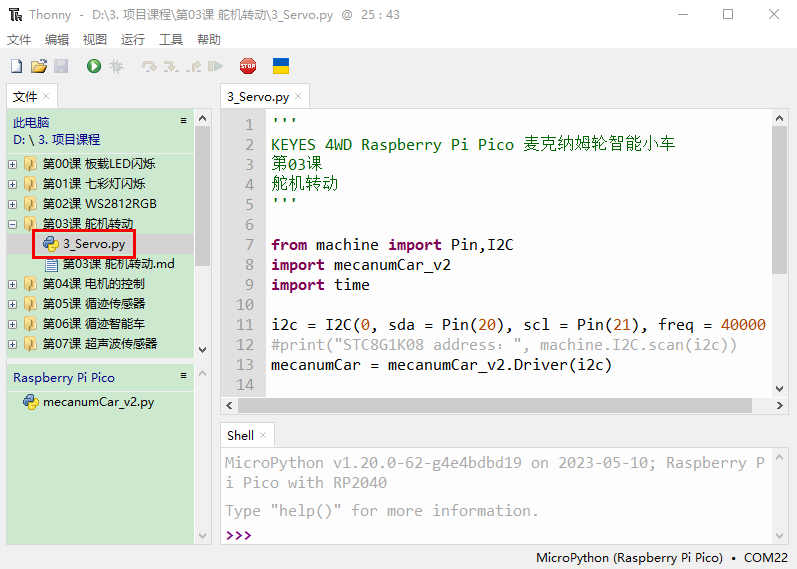 Thonny - D:\3. 项目课程\第03课 舵机转动\3_Servo.py @ 25 : 43
文件 编辑 视图 运行 工具 帮助
STOP
文件 ×
此电脑 ≡
D: \ 3. 项目课程
第00课 板载LED闪烁
第01课 七彩灯闪烁
第02课 WS2812RGB
第03课 舵机转动
3_Servo.py
第03课 舵机转动.md
第04课 电机的控制
第05课 循迹传感器
第06课 循迹智能车
第07课 超声波传感器
Raspberry Pi Pico ≡
mecanumCar_v2.py
3_Servo.py ×
1 '''
2 KEYES 4WD Raspberry Pi Pico 麦克纳姆轮智能小车
3 第03课
4 舵机转动
5 '''
6
7 from machine import Pin,I2C
8 import mecanumCar_v2
9 import time
10
11 i2c = I2C(0, sda = Pin(20), scl = Pin(21), freq = 40000
12 #print("STC8G1K08 address: ", machine.I2C.scan(i2c))
13 mecanumCar = mecanumCar_v2.Driver(i2c)
14
Shell ×
MicroPython v1.20.0-62-g4e4bdbd19 on 2023-05-10; Raspberry P
i Pico with RP2040
Type "help()" for more information.
>>>
MicroPython (Raspberry Pi Pico) • COM22